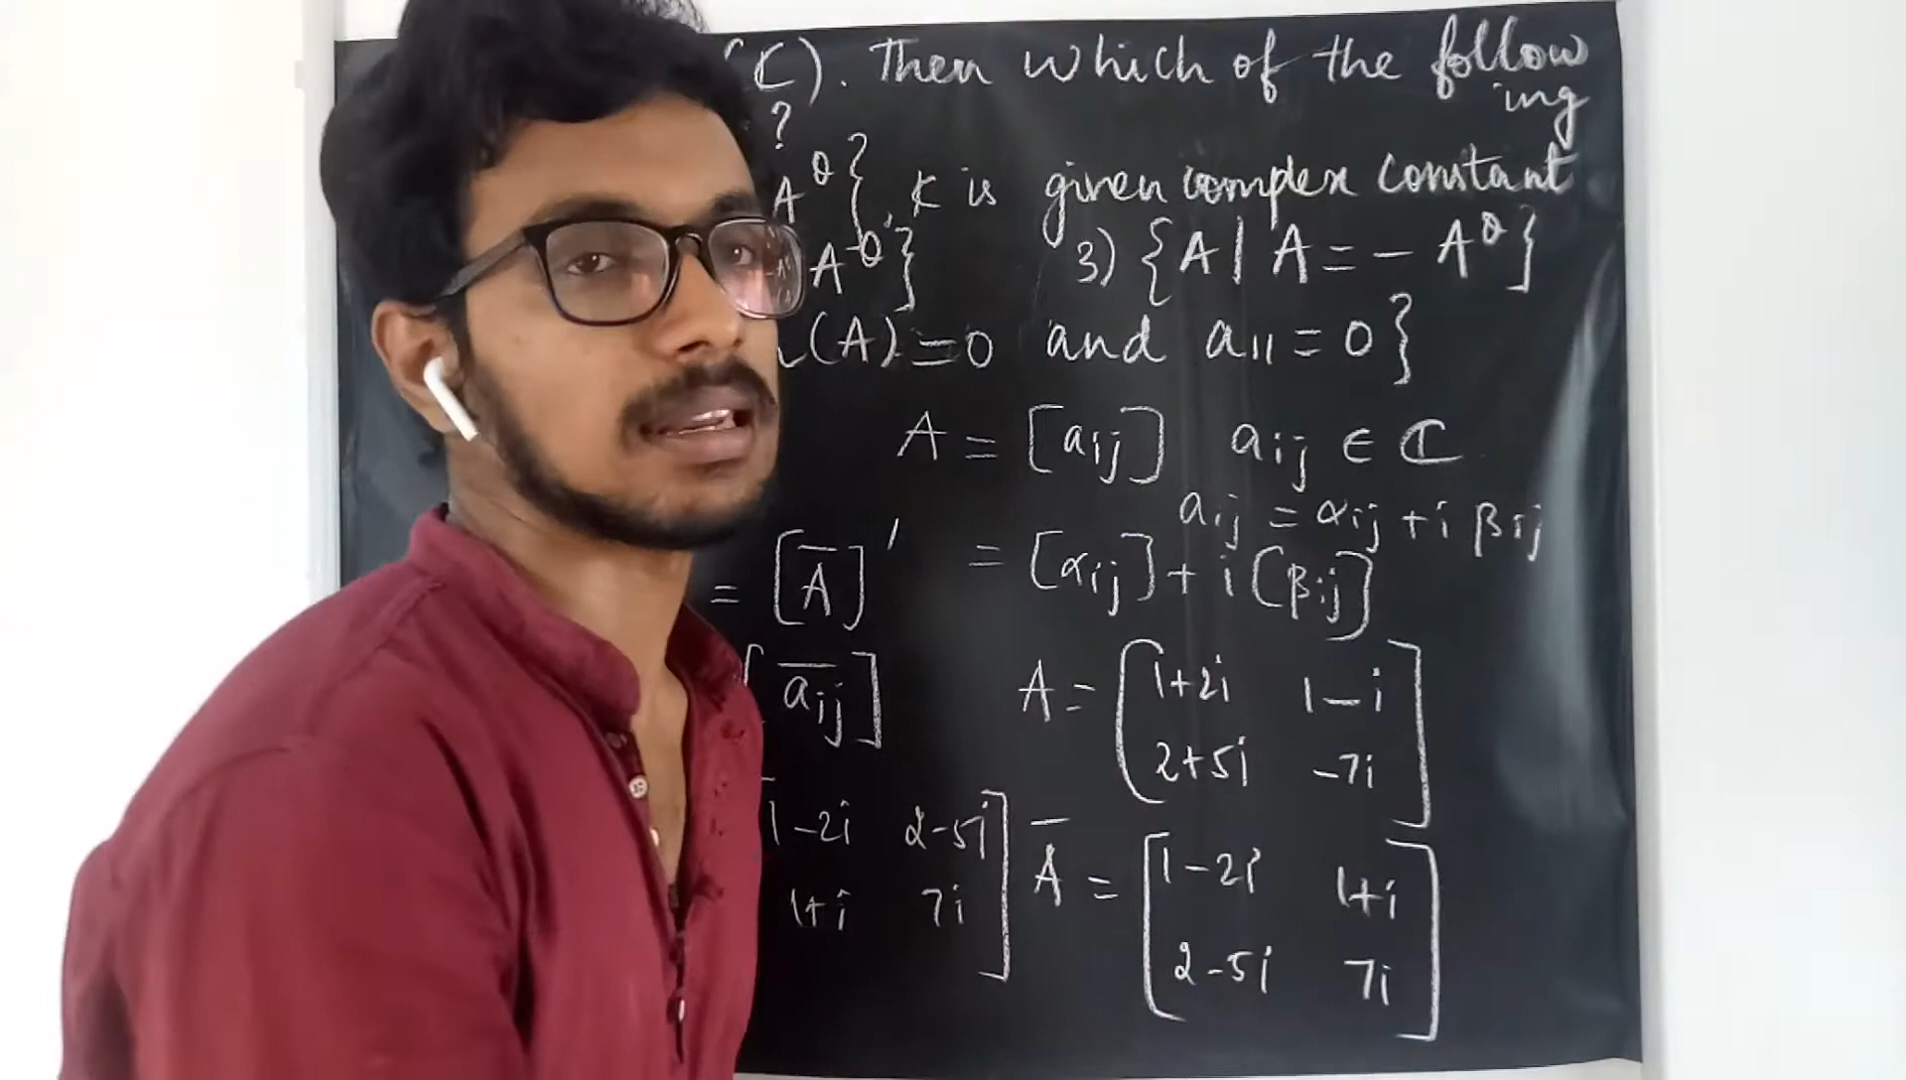 ℂ). Then which of the follow
ing
?
A^θ}, K is given complex constant
A^θ} 3) {A | A = - A^θ}
(A) = 0 and a₁₁ = 0}
A = [aᵢⱼ] aᵢⱼ ∈ ℂ
aᵢⱼ = αᵢⱼ + i βᵢⱼ
= [A̅]' = [αᵢⱼ] + i [βᵢⱼ]
[a̅ᵢⱼ] A = [1+2i 1-i
2+5i -7i]
1-2i 2-5i] A̅ = [1-2i 1+i
1+i 7i
2-5i 7i]